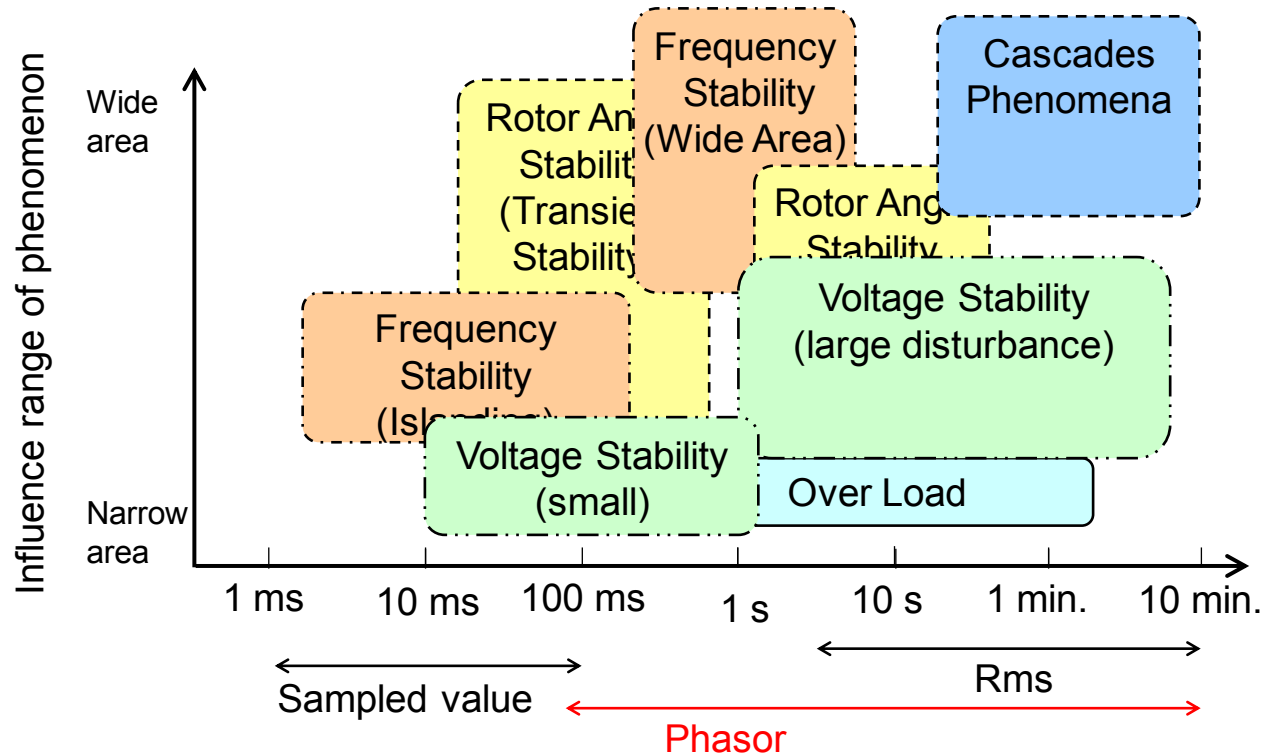 Influence range of phenomenon
Wide
area
Narrow
area
Rotor An
Stabilit
(Transie
Stability
Frequency
Stability
(Wide Area)
Cascades
Phenomena
Rotor Ang
Stability
Frequency
Stability
(Islanding)
Voltage Stability
(large disturbance)
Voltage Stability
(small)
Over Load
1 ms
10 ms
100 ms
1 s
10 s
1 min.
10 min.
Sampled value
Rms
Phasor